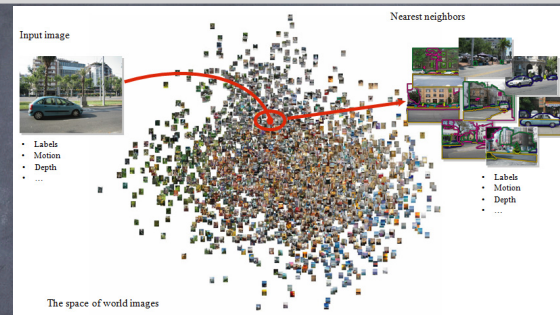 Nearest neighbors
Input image
• Labels
• Motion
• Depth
• ...
• Labels
• Motion
• Depth
• ...
The space of world images